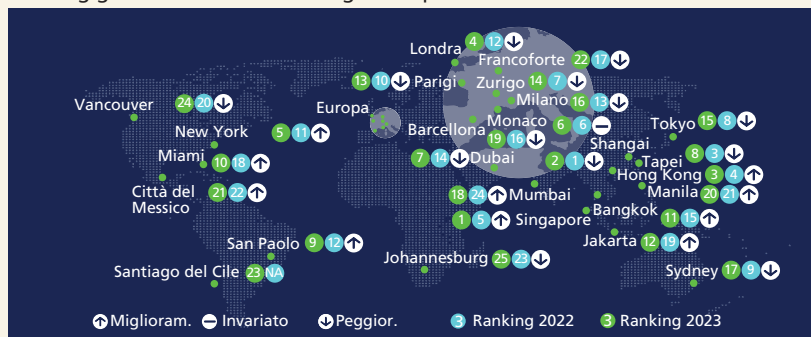 Londra 4 12
Francoforte 22 17
13 10 Parigi
Zurigo 14 7
Milano 16 13
Vancouver 24 20
Europa
Monaco 6 6
Barcellona 19 16
New York 5 11
Miami 10 18
Città del
Messico 21 22
7 14 Dubai
2 1 Shangai
Tokyo 15 8
Tapei 8 3
Hong Kong 3 4
Manila 20 21
18 24 Mumbai
1 5 Singapore
Bangkok 11 15
Jakarta 12 19
San Paolo 9 12
Santiago del Cile 23 NA
Johannesburg 25 23
Sydney 17 9
Miglioram. Invariato Peggior. 3 Ranking 2022 3 Ranking 2023